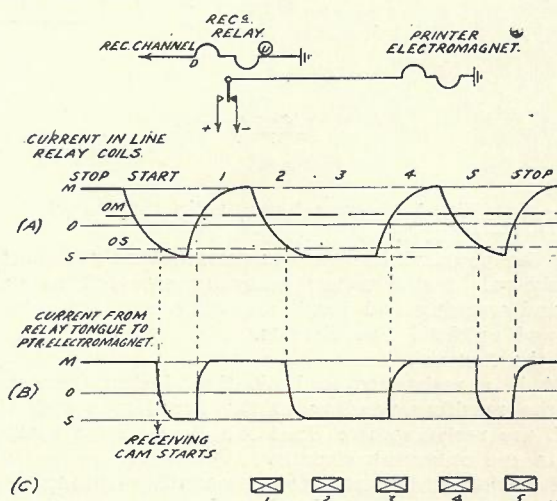 RECG.
RELAY.
PRINTER
ELECTROMAGNET.
REC. CHANNEL
D
U
+ -
CURRENT IN LINE
RELAY COILS.
STOP START 1 2 3 4 5 STOP
M
OM
(A) O
OS
S
CURRENT FROM
RELAY TONGUE TO
PTR. ELECTROMAGNET.
M
(B) O
S
RECEIVING
CAM STARTS
(C)
1 2 3 4 5